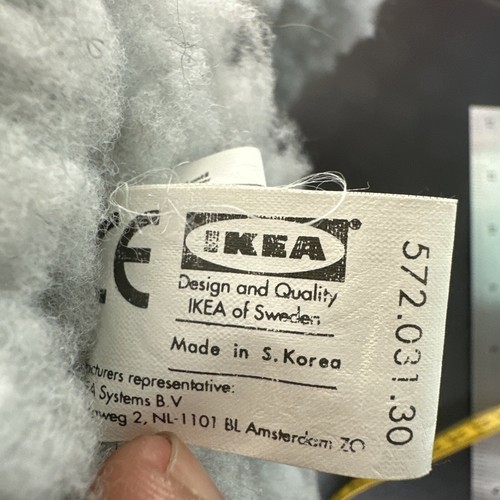 CE
IKEA®
Design and Quality
IKEA of Sweden
Made in S.Korea
representative:
Systems B.V
2, NL-1101 BL Amsterdam ZO
572.031.30